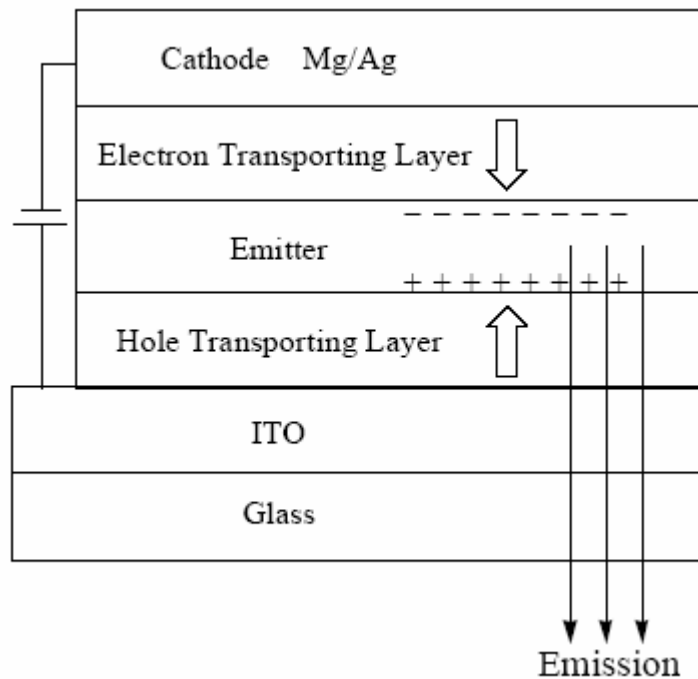 Cathode Mg/Ag
Electron Transporting Layer
– – – – – – – –
Emitter
+ + + + + + + +
Hole Transporting Layer
ITO
Glass
Emission